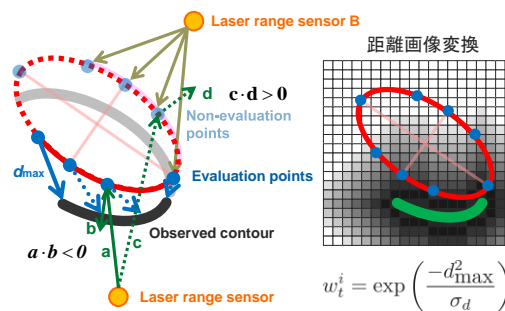 Laser range sensor B
距離画像変換
d
c·d>0
Non-evaluation
points
dmax
Evaluation points
Observed contour
b
a
c
a·b<0
Laser range sensor
w_t^i = exp ( -d_max^2 / σ_d )